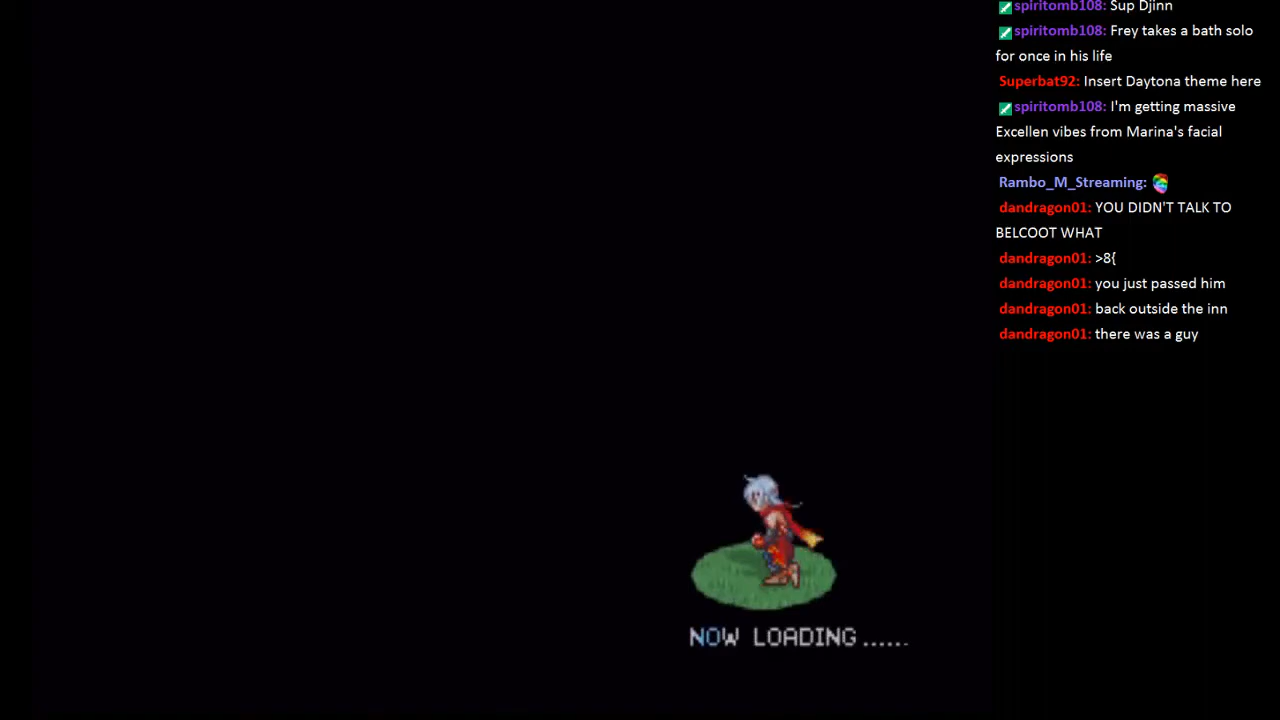 spiritomb108: Sup Djinn
spiritomb108: Frey takes a bath solo
for once in his life
Superbat92: Insert Daytona theme here
spiritomb108: I'm getting massive
Excellen vibes from Marina's facial
expressions
Rambo_M_Streaming:
dandragon01: YOU DIDN'T TALK TO
BELCOOT WHAT
dandragon01: >8{
dandragon01: you just passed him
dandragon01: back outside the inn
dandragon01: there was a guy
NOW LOADING......